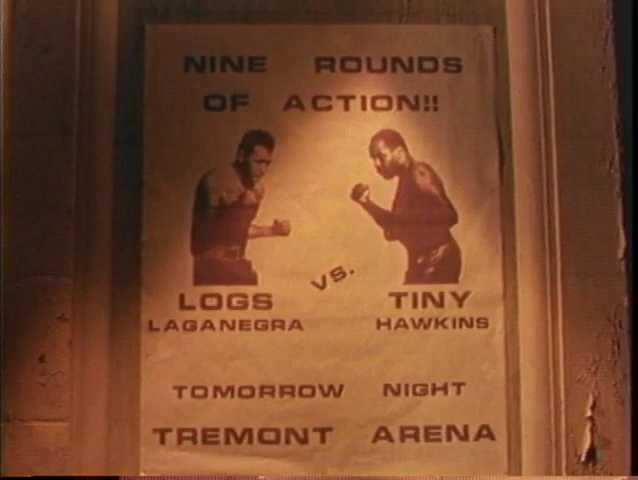 NINE ROUNDS
OF ACTION!!
vs.
LOGS TINY
LAGANEGRA HAWKINS
TOMORROW NIGHT
TREMONT ARENA